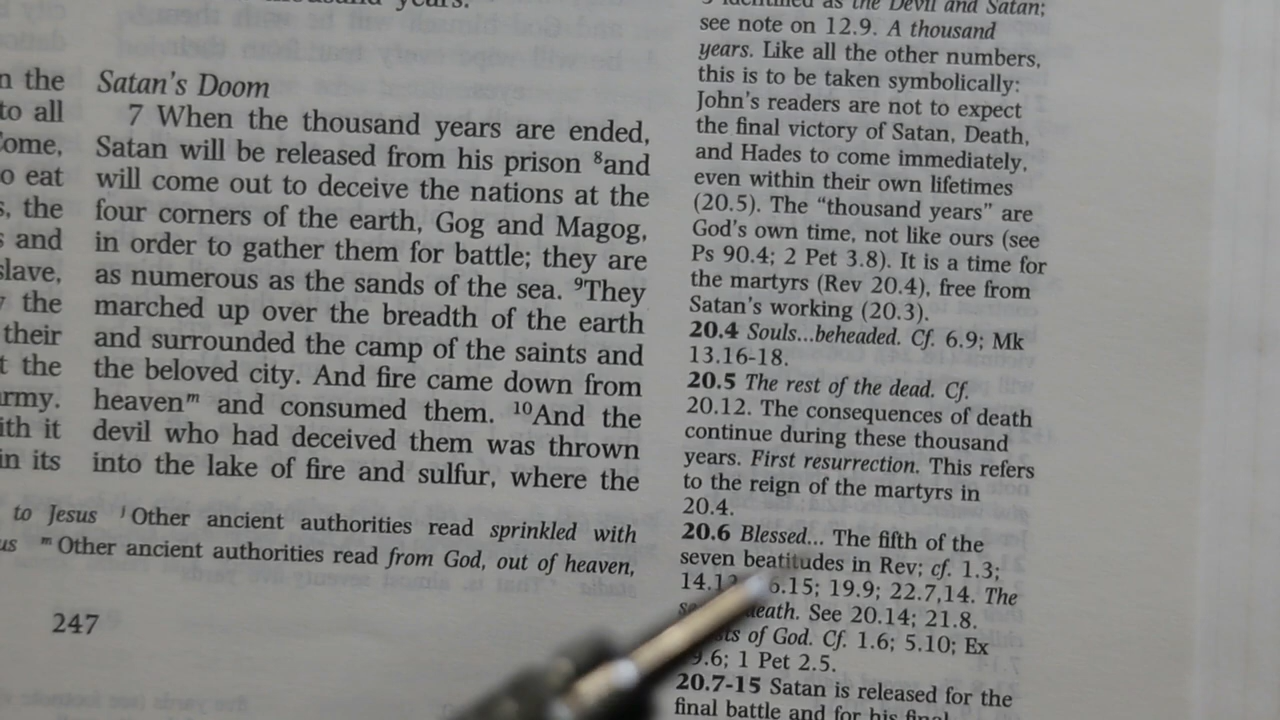 years.
n the
to all
ome,
o eat
s, the
s and
slave,
the
their
t the
army.
ith it
in its
Satan's Doom
7 When the thousand years are ended,
Satan will be released from his prison ⁸and
will come out to deceive the nations at the
four corners of the earth, Gog and Magog,
in order to gather them for battle; they are
as numerous as the sands of the sea. ⁹They
marched up over the breadth of the earth
and surrounded the camp of the saints and
the beloved city. And fire came down from
heavenᵐ and consumed them. ¹⁰And the
devil who had deceived them was thrown
into the lake of fire and sulfur, where the
to Jesus ˡOther ancient authorities read sprinkled with
us ᵐOther ancient authorities read from God, out of heaven,
247
identified as the Devil and Satan;
see note on 12.9. A thousand
years. Like all the other numbers,
this is to be taken symbolically:
John's readers are not to expect
the final victory of Satan, Death,
and Hades to come immediately,
even within their own lifetimes
(20.5). The "thousand years" are
God's own time, not like ours (see
Ps 90.4; 2 Pet 3.8). It is a time for
the martyrs (Rev 20.4), free from
Satan's working (20.3).
20.4 Souls...beheaded. Cf. 6.9; Mk
13.16-18.
20.5 The rest of the dead. Cf.
20.12. The consequences of death
continue during these thousand
years. First resurrection. This refers
to the reign of the martyrs in
20.4.
20.6 Blessed... The fifth of the
seven beatitudes in Rev; cf. 1.3;
6.15; 19.9; 22.7,14. The
death. See 20.14; 21.8.
of God. Cf. 1.6; 5.10; Ex
9.6; 1 Pet 2.5.
20.7-15 Satan is released for the
final battle and for his final